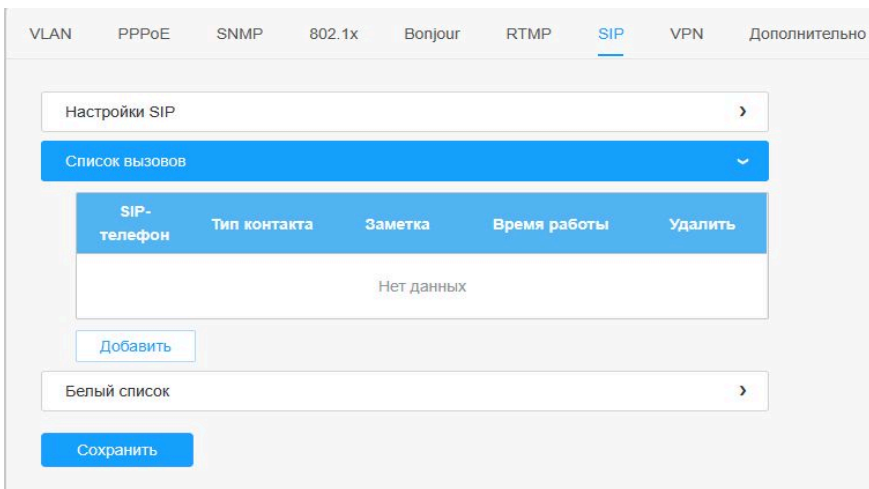 VLAN PPPoE SNMP 802.1x Bonjour RTMP SIP VPN Дополнительно
Настройки SIP
Список вызовов
SIP-телефон Тип контакта Заметка Время работы Удалить
Нет данных
Добавить
Белый список
Сохранить